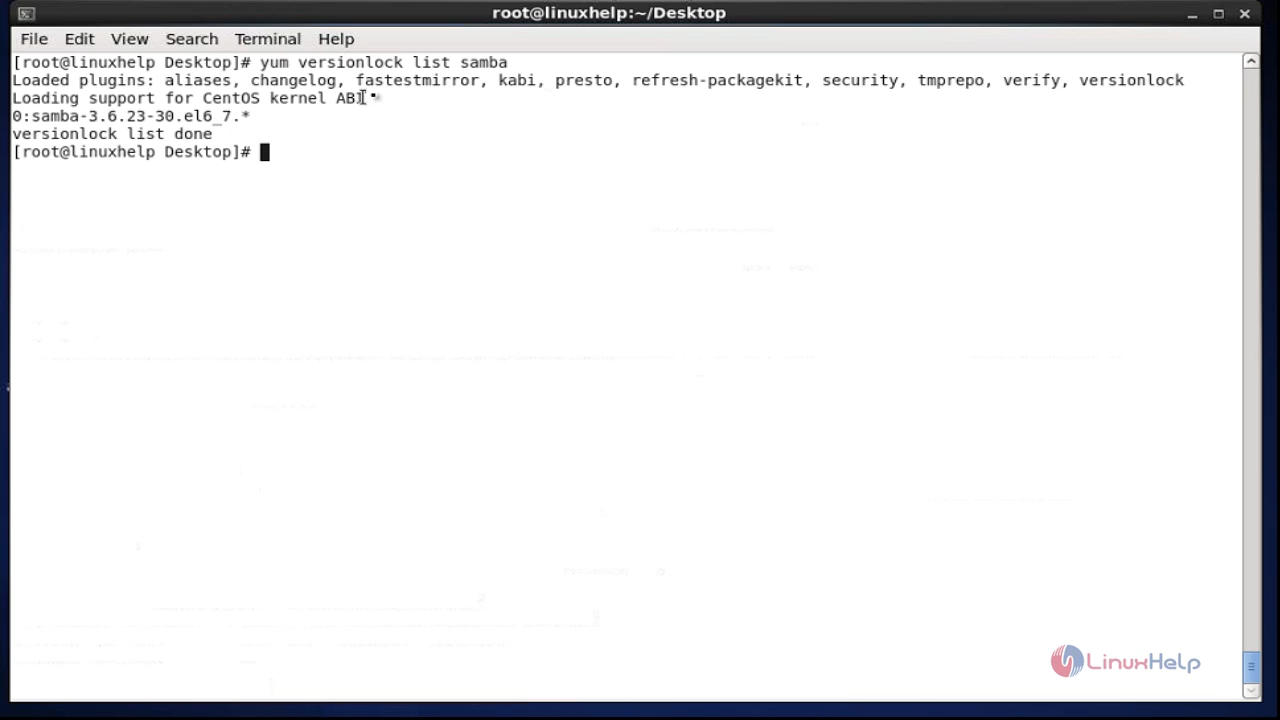 root@linuxhelp:~/Desktop
File Edit View Search Terminal Help
[root@linuxhelp Desktop]# yum versionlock list samba
Loaded plugins: aliases, changelog, fastestmirror, kabi, presto, refresh-packagekit, security, tmprepo, verify, versionlock
Loading support for CentOS kernel ABI
0:samba-3.6.23-30.el6_7.*
versionlock list done
[root@linuxhelp Desktop]#
LinuxHelp